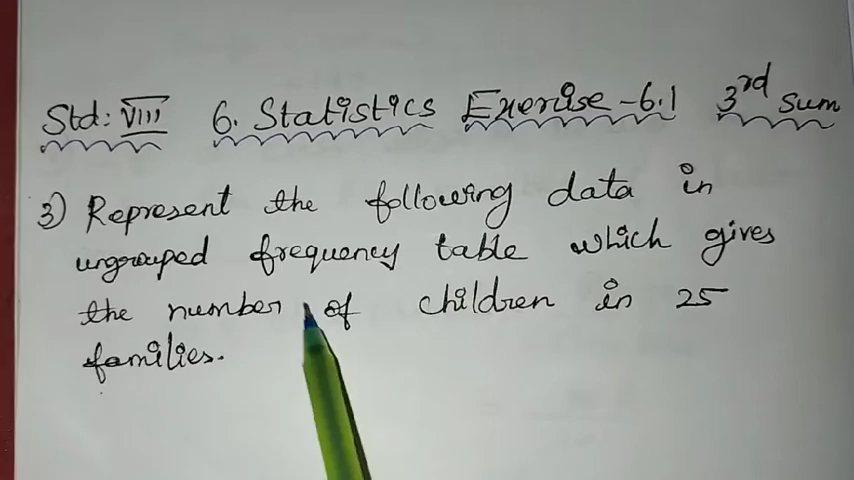 Std: VIII 6. Statistics Exercise-6.1 3rd Sum
3) Represent the following data in
ungrouped frequency table which gives
the number of children in 25
families.